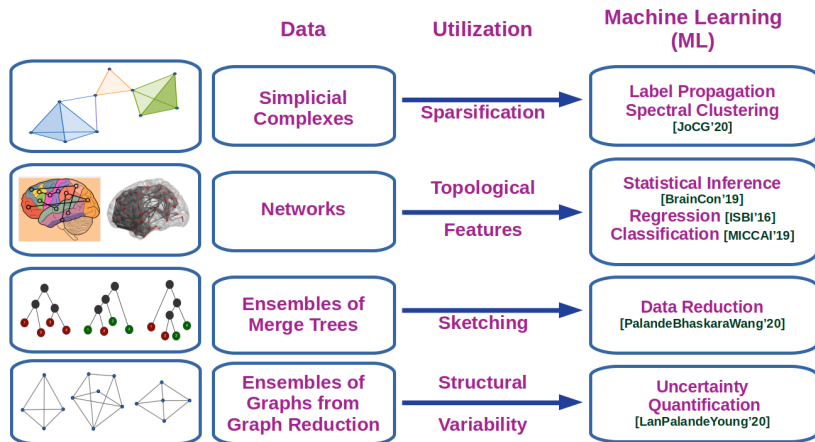 Data
Utilization
Machine Learning
(ML)
Simplicial
Complexes
Sparsification
Label Propagation
Spectral Clustering
[JoCG'20]
Networks
Topological
Features
Statistical Inference
[BrainCon'19]
Regression [ISBI'16]
Classification [MICCAI'19]
Ensembles of
Merge Trees
Sketching
Data Reduction
[PalandeBhaskaraWang'20]
Ensembles of
Graphs from
Graph Reduction
Structural
Variability
Uncertainty
Quantification
[LanPalandeYoung'20]